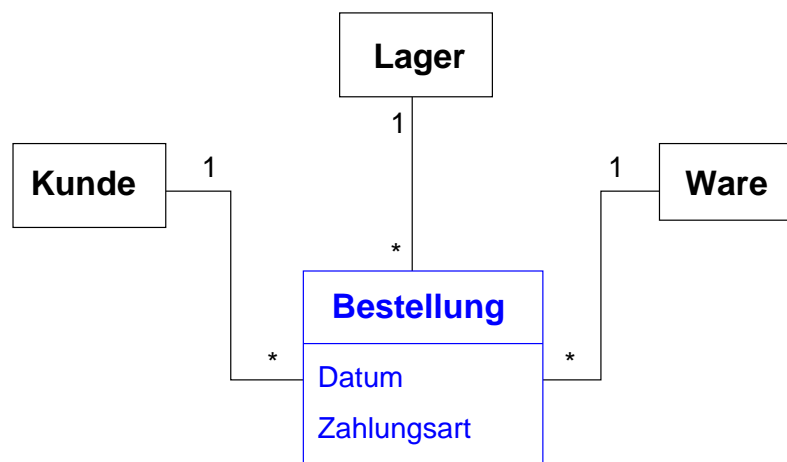 Lager
1
Kunde
1
1
Ware
*
Bestellung
*
*
Datum
Zahlungsart